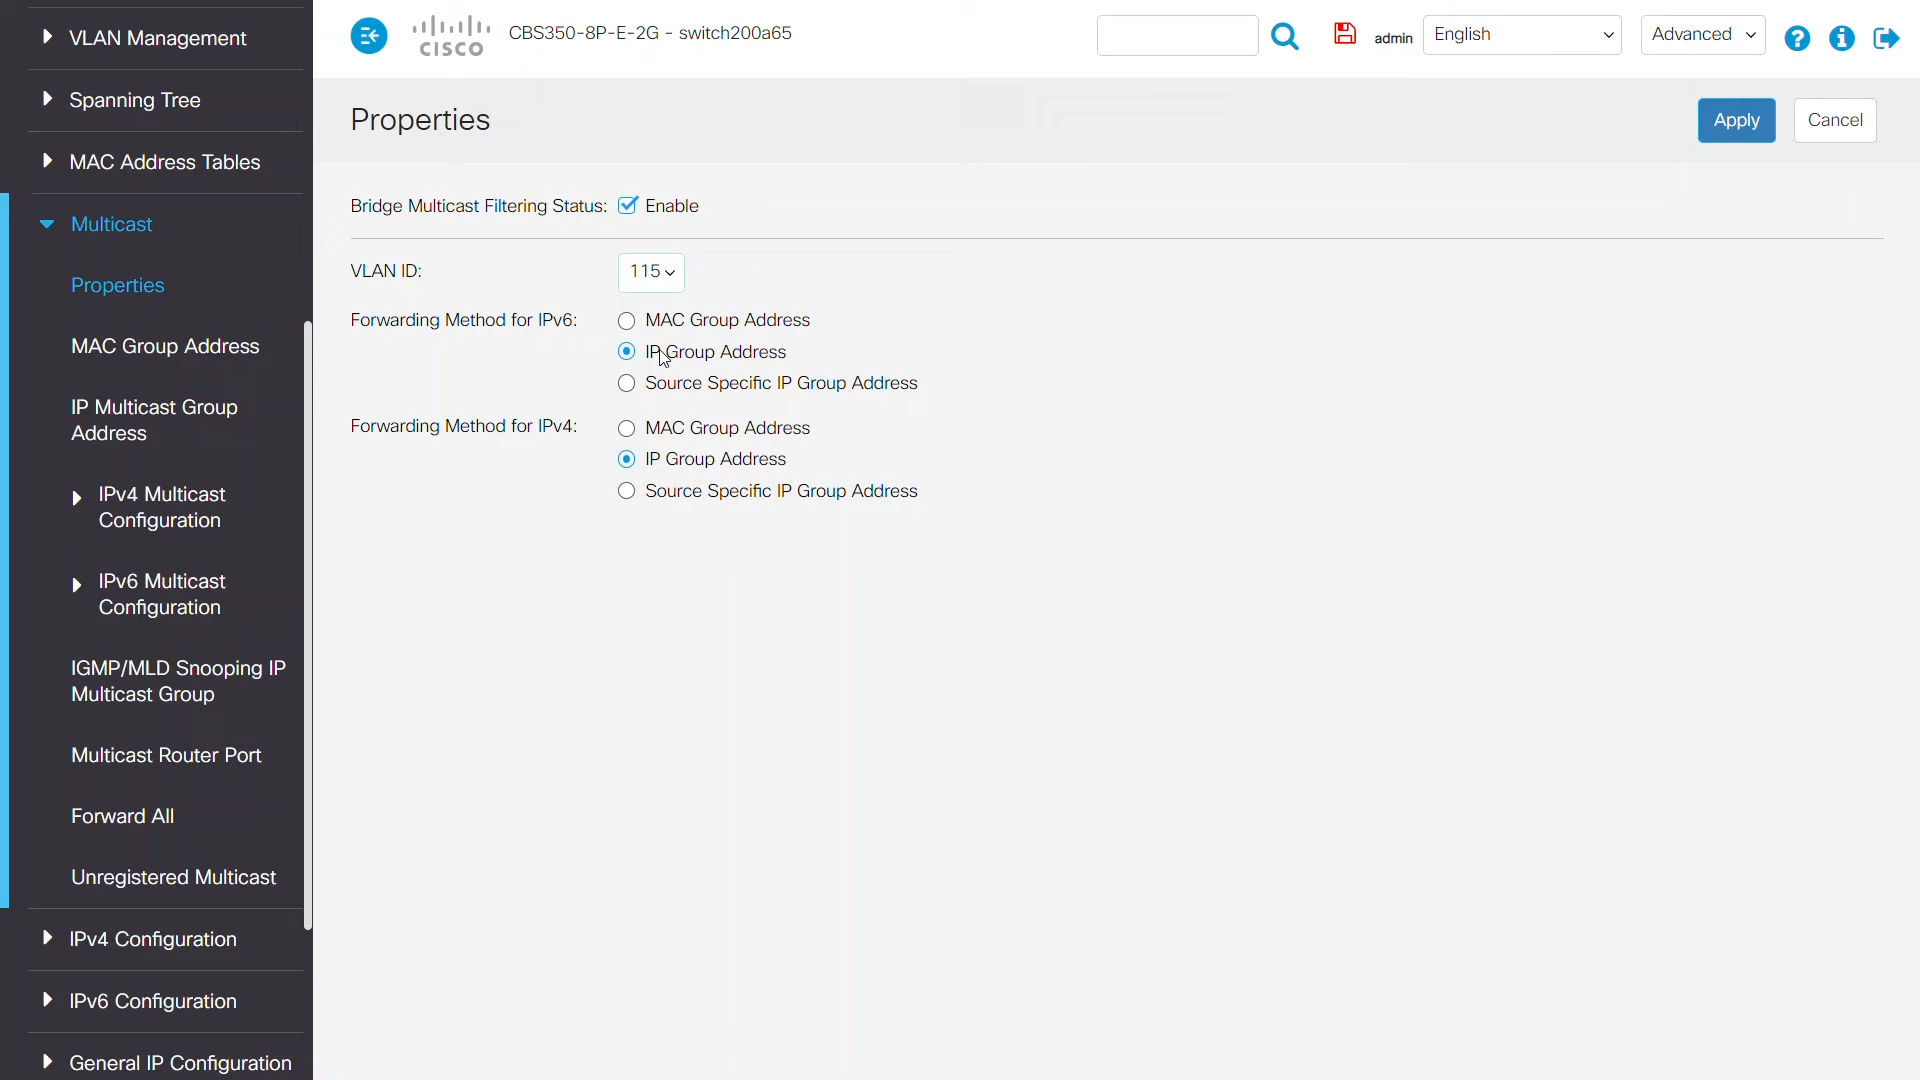 VLAN Management
Spanning Tree
MAC Address Tables
Multicast
Properties
MAC Group Address
IP Multicast Group
Address
IPv4 Multicast
Configuration
IPv6 Multicast
Configuration
IGMP/MLD Snooping IP
Multicast Group
Multicast Router Port
Forward All
Unregistered Multicast
IPv4 Configuration
IPv6 Configuration
General IP Configuration
CISCO
CBS350-8P-E-2G - switch200a65
admin
English
Advanced
Properties
Apply
Cancel
Bridge Multicast Filtering Status: Enable
VLAN ID: 115
Forwarding Method for IPv6: MAC Group Address
IP Group Address
Source Specific IP Group Address
Forwarding Method for IPv4: MAC Group Address
IP Group Address
Source Specific IP Group Address